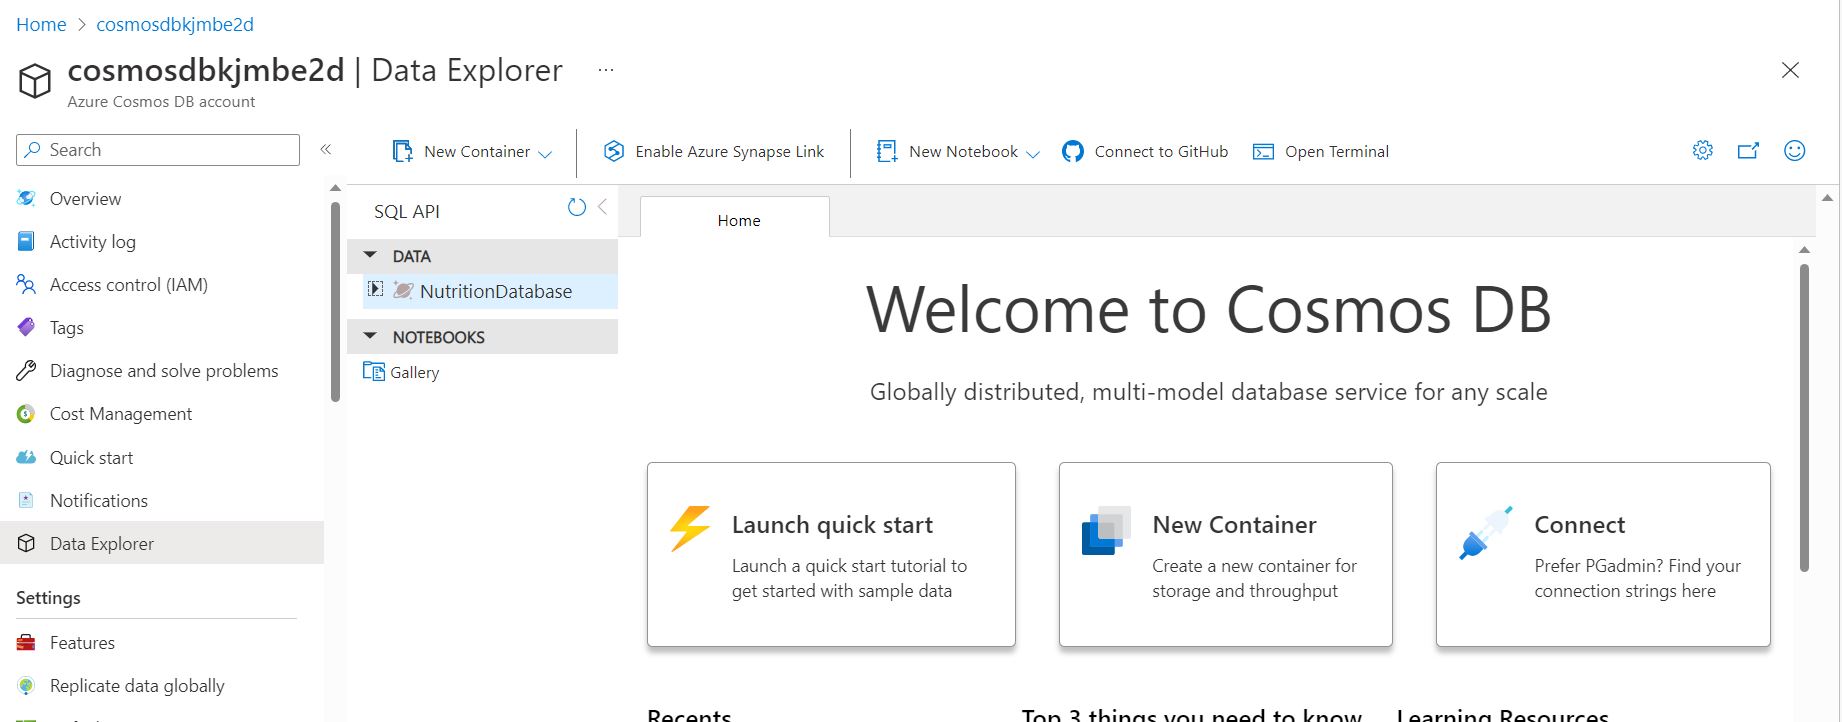 Home > cosmosdbkjmbe2d
cosmosdbkjmbe2d | Data Explorer ...
Azure Cosmos DB account
Search
«
Overview
Activity log
Access control (IAM)
Tags
Diagnose and solve problems
Cost Management
Quick start
Notifications
Data Explorer
Settings
Features
Replicate data globally
New Container
Enable Azure Synapse Link
New Notebook
Connect to GitHub
Open Terminal
SQL API
DATA
NutritionDatabase
NOTEBOOKS
Gallery
Home
Welcome to Cosmos DB
Globally distributed, multi-model database service for any scale
Launch quick start
Launch a quick start tutorial to
get started with sample data
New Container
Create a new container for
storage and throughput
Connect
Prefer PGadmin? Find your
connection strings here
Recents
Top 3 things you need to know
Learning Resources